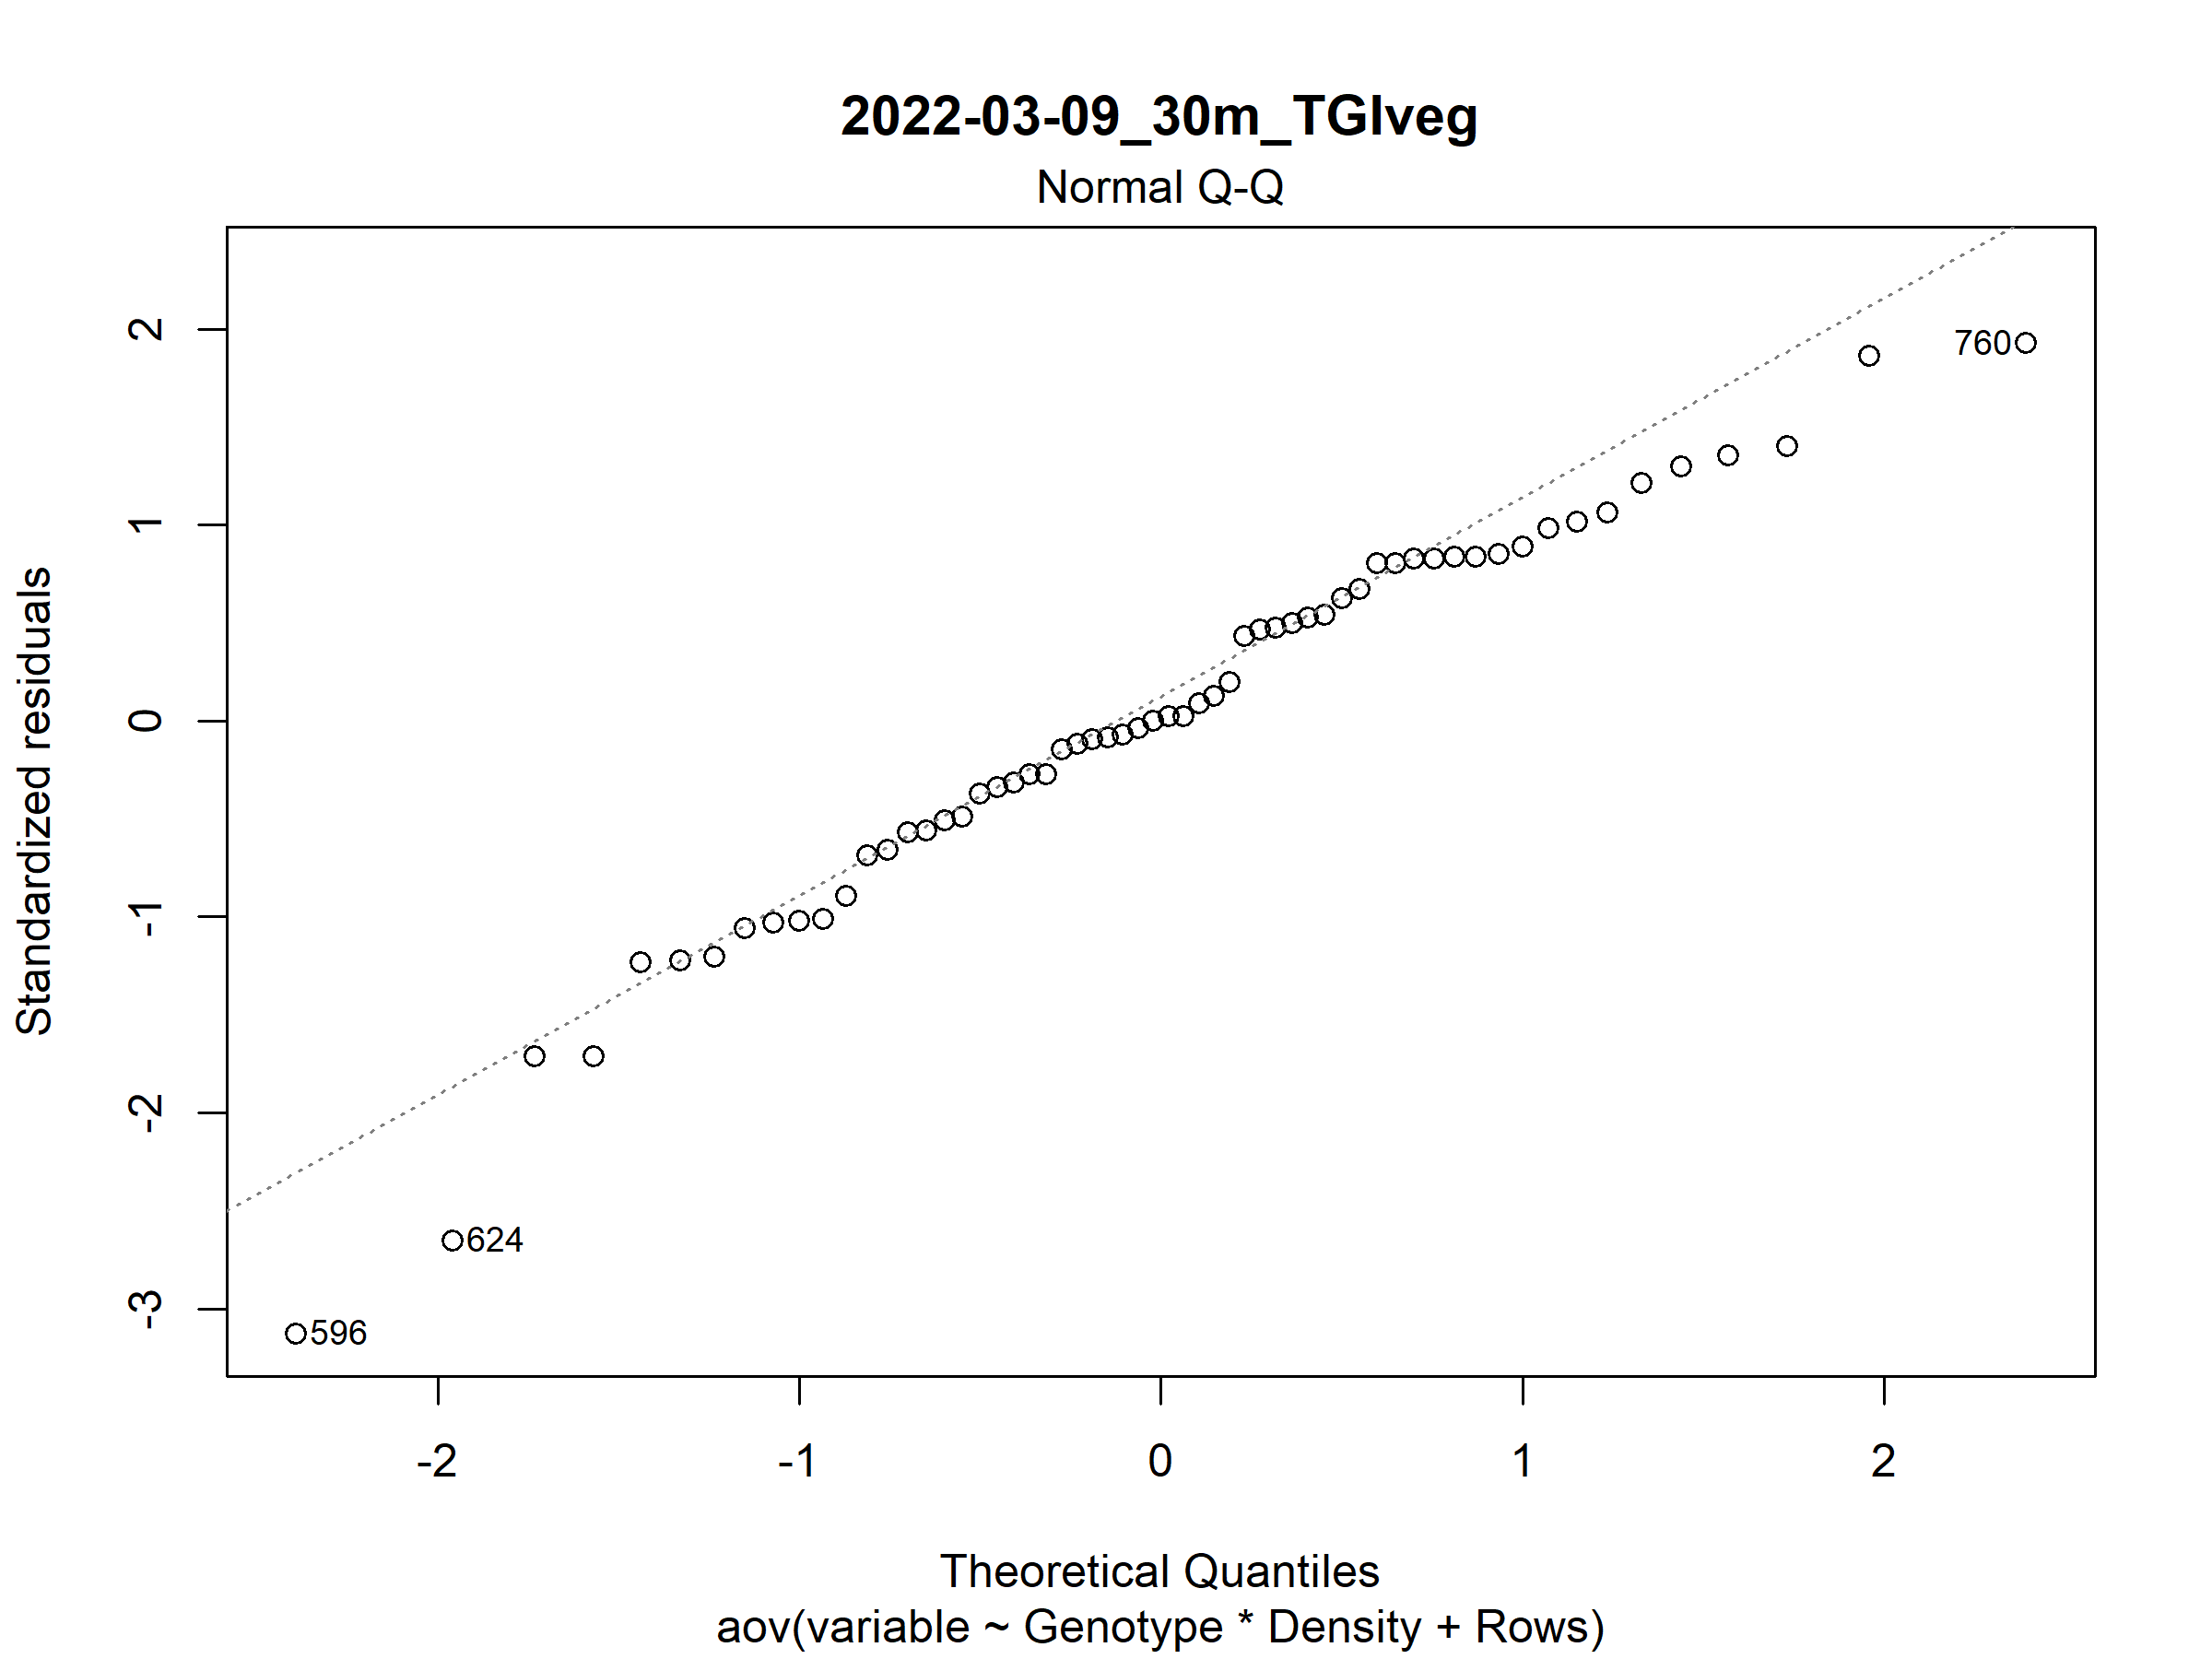 2022-03-09_30m_TGIveg
Normal Q-Q
Standardized residuals
2
1
0
-1
-2
-3
760
624
596
-2 -1 0 1 2
Theoretical Quantiles
aov(variable ~ Genotype * Density + Rows)